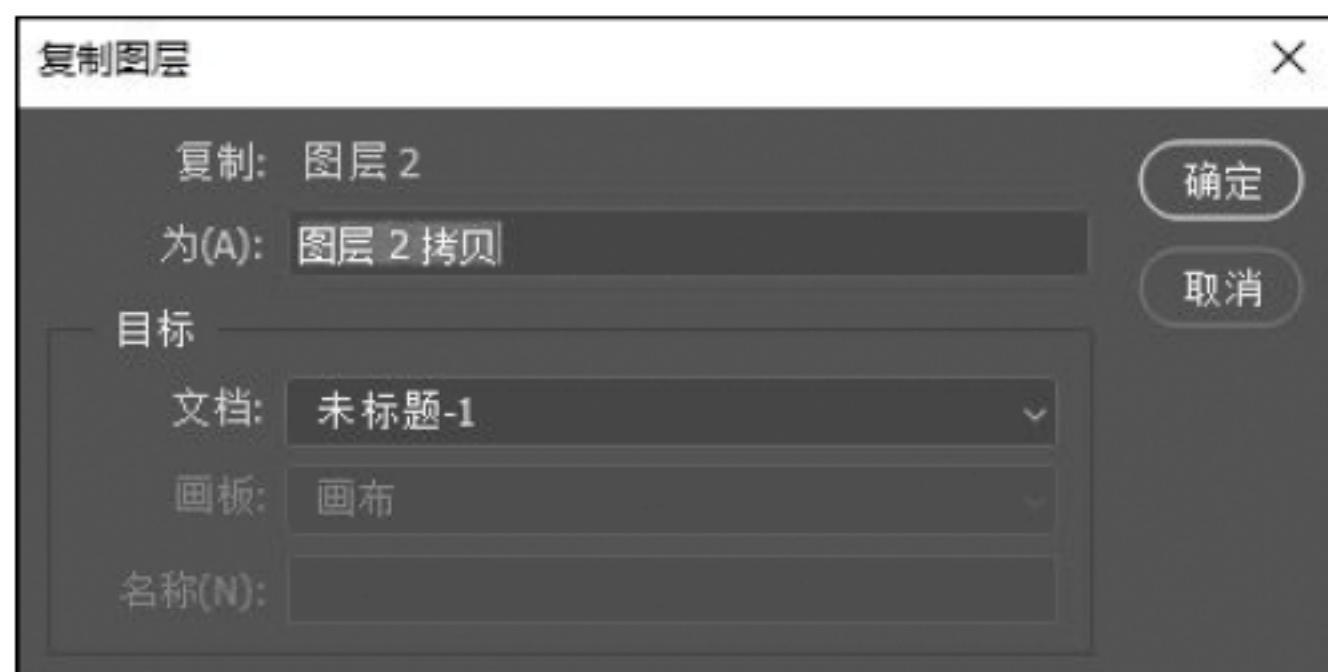 复制图层
复制: 图层 2
为(A): 图层 2 拷贝
确定
取消
目标
文档: 未标题-1
画板: 画布
名称(N):